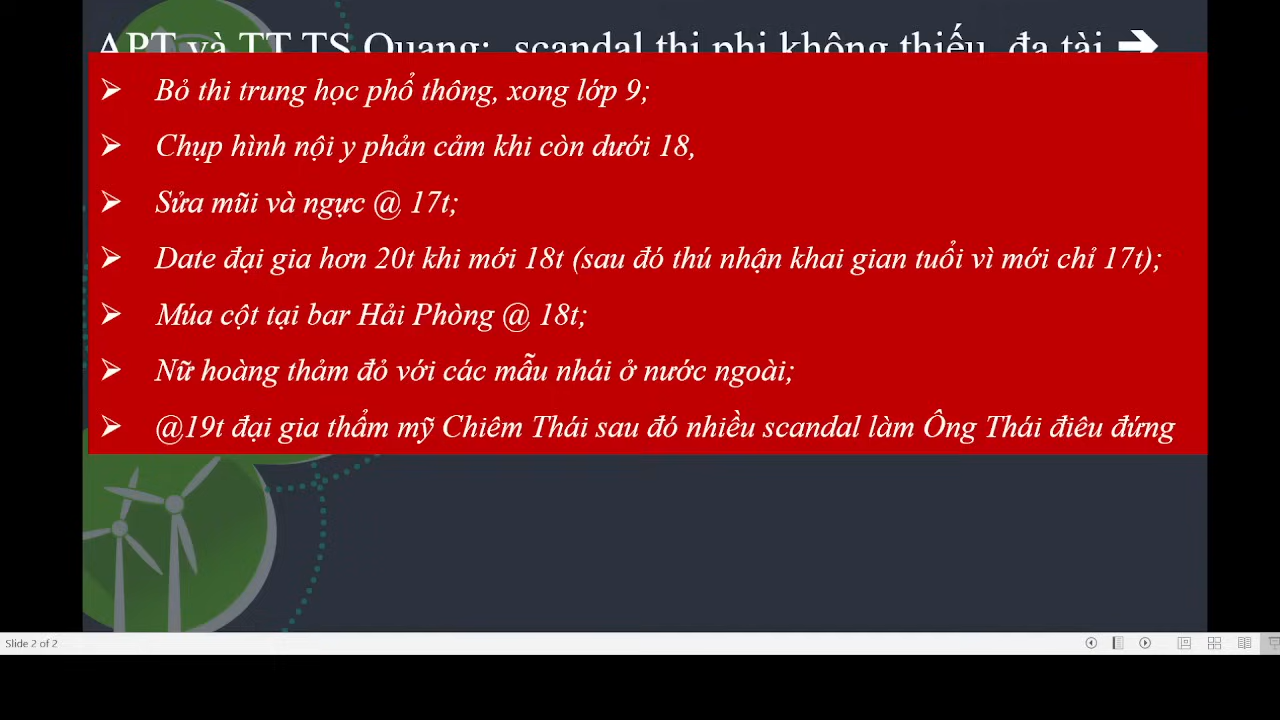 APT và TT TS Quang: scandal thị phi không thiếu, đa tài →
➢ Bỏ thi trung học phổ thông, xong lớp 9;
➢ Chụp hình nội y phản cảm khi còn dưới 18,
➢ Sửa mũi và ngực @ 17t;
➢ Date đại gia hơn 20t khi mới 18t (sau đó thú nhận khai gian tuổi vì mới chỉ 17t);
➢ Múa cột tại bar Hải Phòng @ 18t;
➢ Nữ hoàng thảm đỏ với các mẫu nhái ở nước ngoài;
➢ @19t đại gia thẩm mỹ Chiêm Thái sau đó nhiều scandal làm Ông Thái điêu đứng
Slide 2 of 2